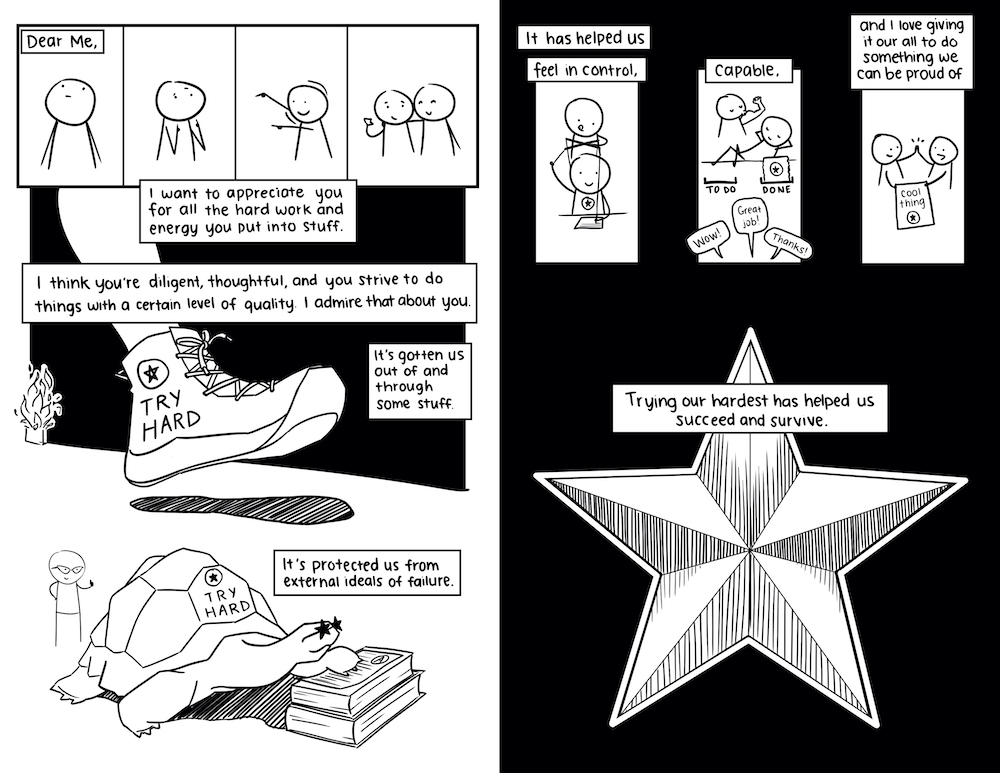 Dear Me,
I want to appreciate you
for all the hard work and
energy you put into stuff.
I think you're diligent, thoughtful, and you strive to do
things with a certain level of quality. I admire that about you.
It's gotten us
out of and
through
some stuff.
TRY
HARD
It's protected us from
external ideals of failure.
TRY
HARD
It has helped us
feel in control,
capable,
TO DO
DONE
Wow!
Great
job!
Thanks!
and I love giving
it our all to do
something we
can be proud of
cool
thing
Trying our hardest has helped us
succeed and survive.